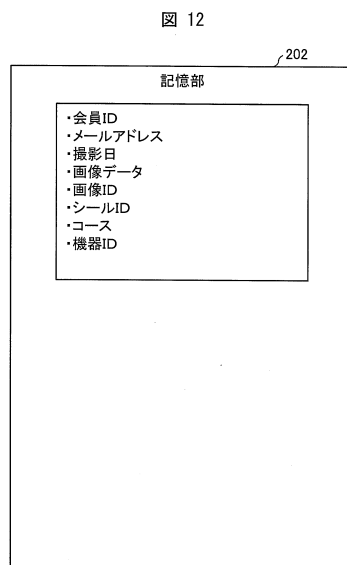 図 12
202
記憶部
・会員ID
・メールアドレス
・撮影日
・画像データ
・画像ID
・シールID
・コース
・機器ID